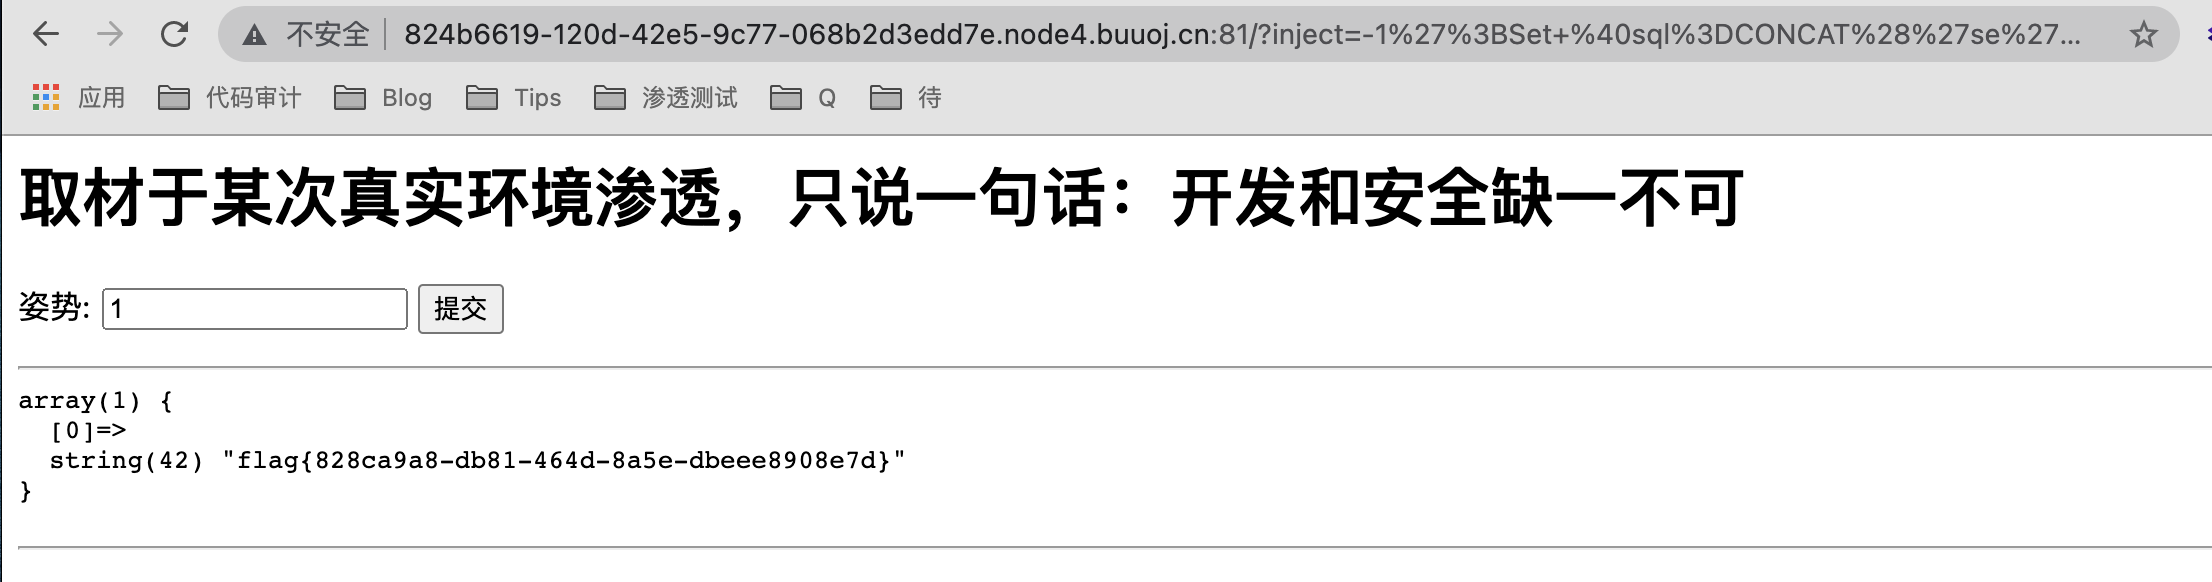 不安全 824b6619-120d-42e5-9c77-068b2d3edd7e.node4.buuoj.cn:81/?inject=-1%27%3BSet+%40sql%3DCONCAT%28%27se%27...
应用 代码审计 Blog Tips 渗透测试 Q 待
取材于某次真实环境渗透，只说一句话：开发和安全缺一不可
姿势: 1 提交
array(1) {
[0]=>
string(42) "flag{828ca9a8-db81-464d-8a5e-dbeee8908e7d}"
}